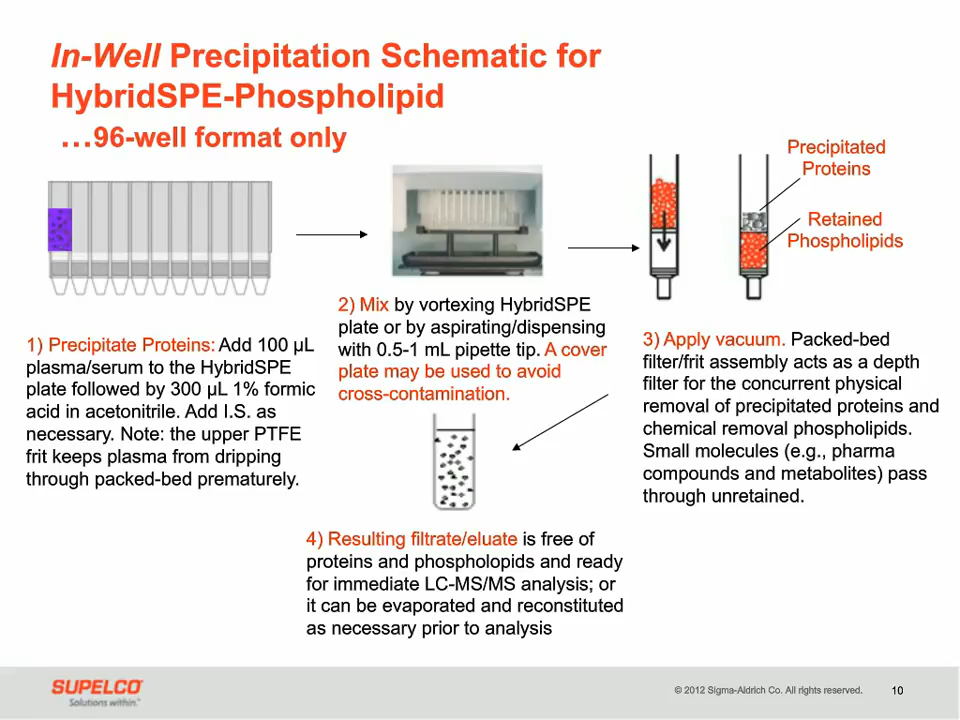 In-Well Precipitation Schematic for
HybridSPE-Phospholipid
…96-well format only
Precipitated
Proteins
Retained
Phospholipids
1) Precipitate Proteins: Add 100 µL
plasma/serum to the HybridSPE
plate followed by 300 µL 1% formic
acid in acetonitrile. Add I.S. as
necessary. Note: the upper PTFE
frit keeps plasma from dripping
through packed-bed prematurely.
2) Mix by vortexing HybridSPE
plate or by aspirating/dispensing
with 0.5-1 mL pipette tip. A cover
plate may be used to avoid
cross-contamination.
3) Apply vacuum. Packed-bed
filter/frit assembly acts as a depth
filter for the concurrent physical
removal of precipitated proteins and
chemical removal phospholipids.
Small molecules (e.g., pharma
compounds and metabolites) pass
through unretained.
4) Resulting filtrate/eluate is free of
proteins and phospholopids and ready
for immediate LC-MS/MS analysis; or
it can be evaporated and reconstituted
as necessary prior to analysis
SUPELCO
Solutions within.™
© 2012 Sigma-Aldrich Co. All rights reserved.
10